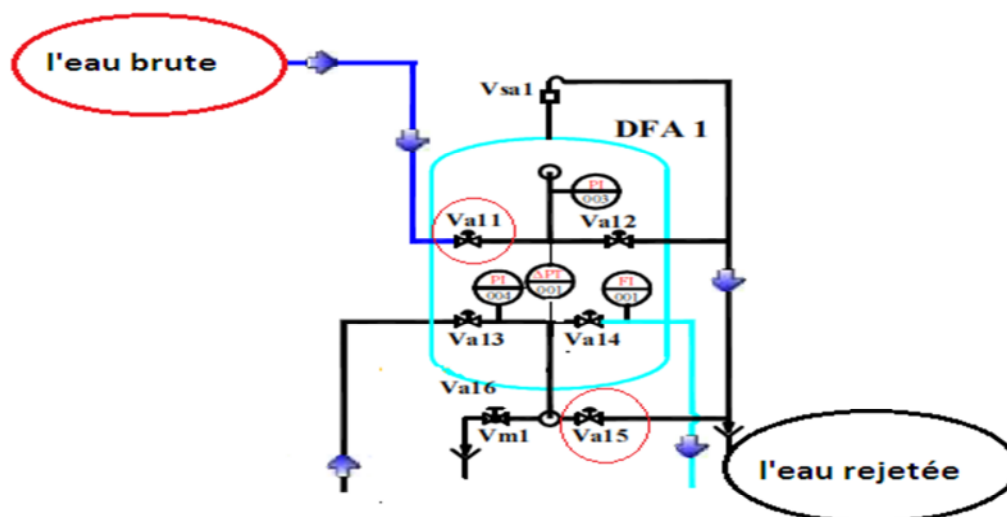 l'eau brute
Vsa1
DFA 1
PI
003
Va11
Va12
PI
004
ΔPT
001
FI
001
Va13
Va14
Va16
Vm1
Va15
l'eau rejetée